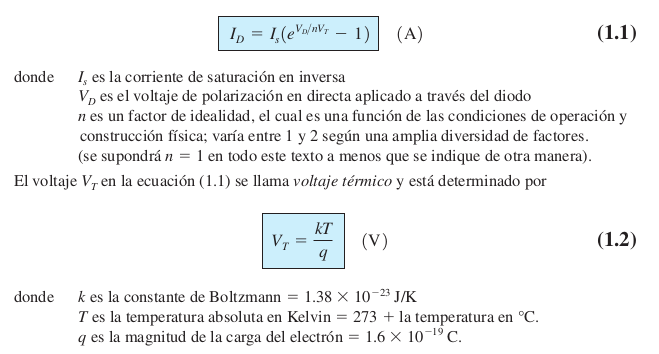 I_D = I_s(e^{V_D/nV_T} − 1) (A) (1.1)
donde I_s es la corriente de saturación en inversa
V_D es el voltaje de polarización en directa aplicado a través del diodo
n es un factor de idealidad, el cual es una función de las condiciones de operación y
construcción física; varía entre 1 y 2 según una amplia diversidad de factores.
(se supondrá n = 1 en todo este texto a menos que se indique de otra manera).
El voltaje V_T en la ecuación (1.1) se llama voltaje térmico y está determinado por
V_T = kT/q (V) (1.2)
donde k es la constante de Boltzmann = 1.38 × 10^{−23} J/K
T es la temperatura absoluta en Kelvin = 273 + la temperatura en °C.
q es la magnitud de la carga del electrón = 1.6 × 10^{−19} C.